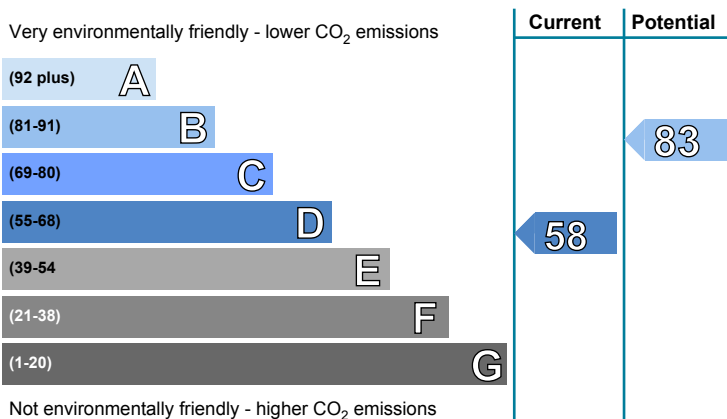 Very environmentally friendly - lower CO2 emissions
Current
Potential
(92 plus) A
(81-91) B
83
(69-80) C
(55-68) D
58
(39-54 E
(21-38) F
(1-20) G
Not environmentally friendly - higher CO2 emissions